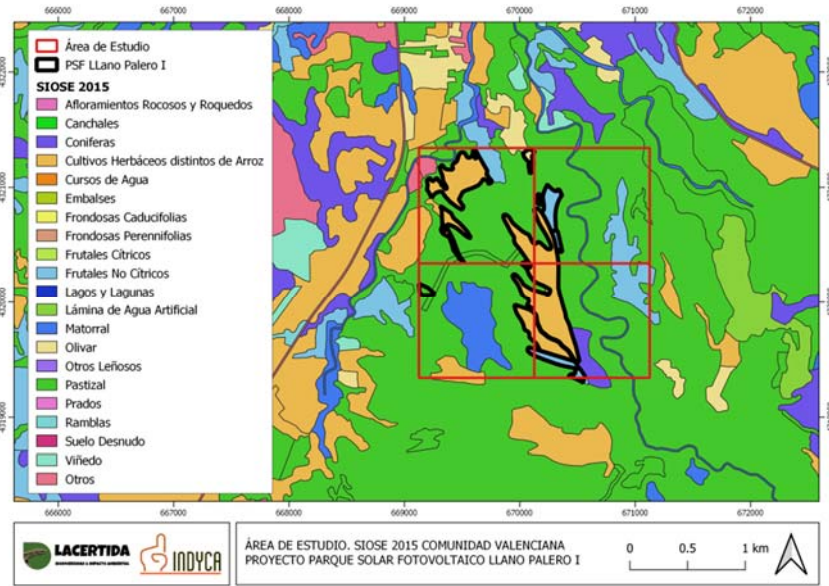 666000 667000 668000 669000 670000 671000 672000
4322000
4321000
4320000
4319000
Área de Estudio
PSF LLano Palero I
SIOSE 2015
Afloramientos Rocosos y Roquedos
Canchales
Coniferas
Cultivos Herbáceos distintos de Arroz
Cursos de Agua
Embalses
Frondosas Caducifolias
Frondosas Perennifolias
Frutales Cítricos
Frutales No Cítricos
Lagos y Lagunas
Lámina de Agua Artificial
Matorral
Olivar
Otros Leñosos
Pastizal
Prados
Ramblas
Suelo Desnudo
Viñedo
Otros
666000 667000 668000 669000 670000 671000 672000
LACERTIDA
INDYCA
ÁREA DE ESTUDIO. SIOSE 2015 COMUNIDAD VALENCIANA
PROYECTO PARQUE SOLAR FOTOVOLTAICO LLANO PALERO I
0 0.5 1 km